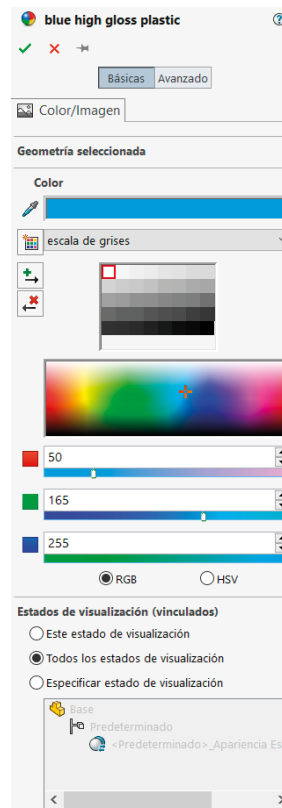 blue high gloss plastic
Básicas Avanzado
Color/Imagen
Geometría seleccionada
Color
escala de grises
50
165
255
RGB HSV
Estados de visualización (vinculados)
Este estado de visualización
Todos los estados de visualización
Especificar estado de visualización
Base
Predeterminado
<Predeterminado>_Apariencia Es